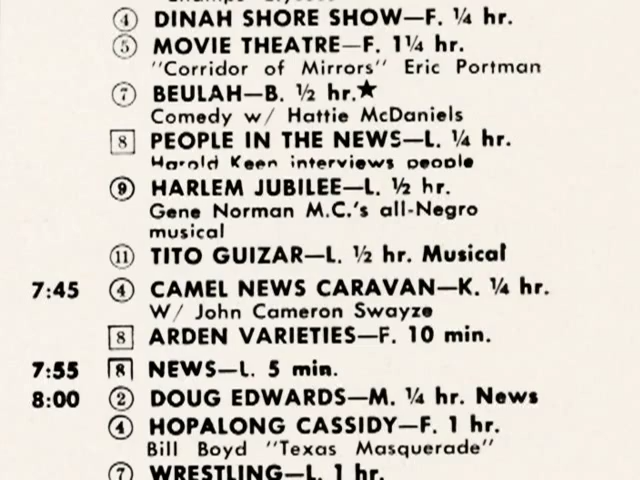 ④ DINAH SHORE SHOW—F. ¼ hr.
⑤ MOVIE THEATRE—F. 1¼ hr.
"Corridor of Mirrors" Eric Portman
⑦ BEULAH—B. ½ hr.★
Comedy w/ Hattie McDaniels
8 PEOPLE IN THE NEWS—L. ¼ hr.
Harold Keen interviews people
⑨ HARLEM JUBILEE—L. ½ hr.
Gene Norman M.C.'s all-Negro
musical
⑪ TITO GUIZAR—L. ½ hr. Musical
7:45 ④ CAMEL NEWS CARAVAN—K. ¼ hr.
W/ John Cameron Swayze
8 ARDEN VARIETIES—F. 10 min.
7:55 8 NEWS—L. 5 min.
8:00 ② DOUG EDWARDS—M. ¼ hr. News
④ HOPALONG CASSIDY—F. 1 hr.
Bill Boyd "Texas Masquerade"
⑦ WRESTLING—L. 1 hr.